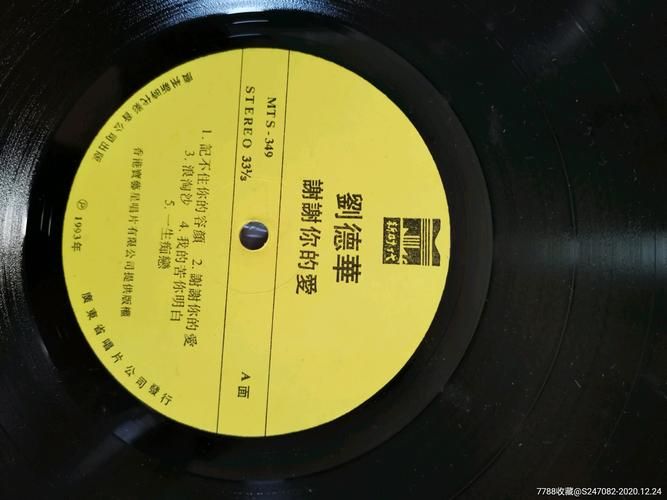 新時代
劉德華
謝謝你的愛
MTS-349
STEREO 33⅓
A面
1. 記不住你的容顏 2. 謝謝你的愛
3. 浪淘沙 4. 我的苦你明白
5. 一生痴戀
香港寶藝星唱片有限公司提供版權
Ⓟ 1993年
廣東省唱片公司發行
7788收藏@S247082-2020.12.24